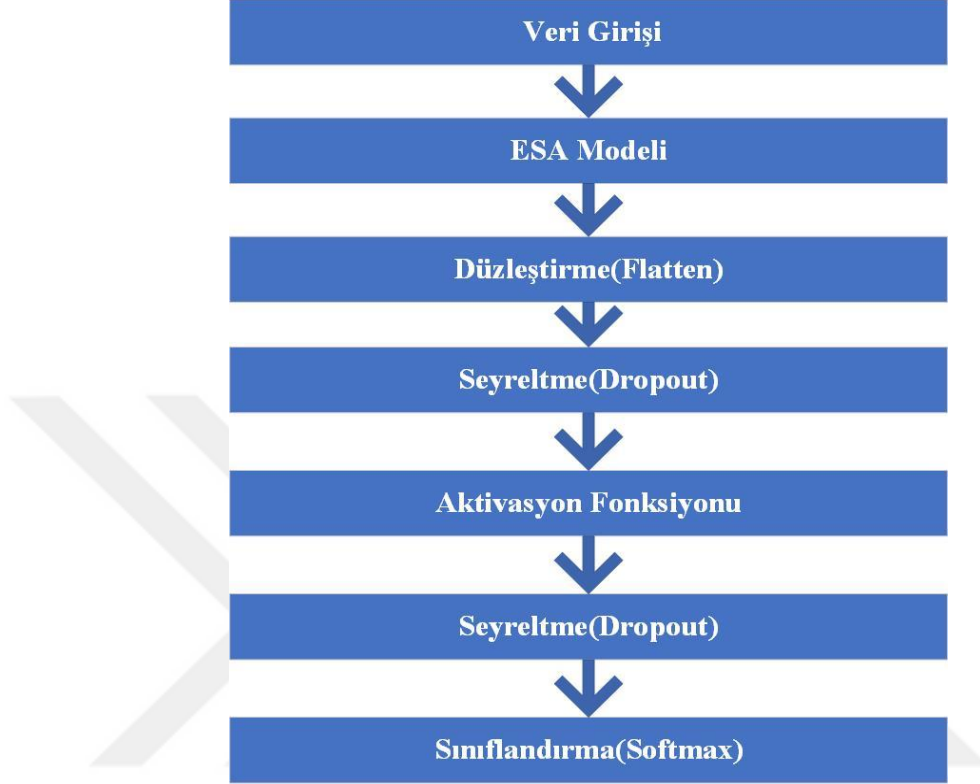 Veri Girişi
ESA Modeli
Düzleştirme(Flatten)
Seyreltme(Dropout)
Aktivasyon Fonksiyonu
Seyreltme(Dropout)
Sınıflandırma(Softmax)